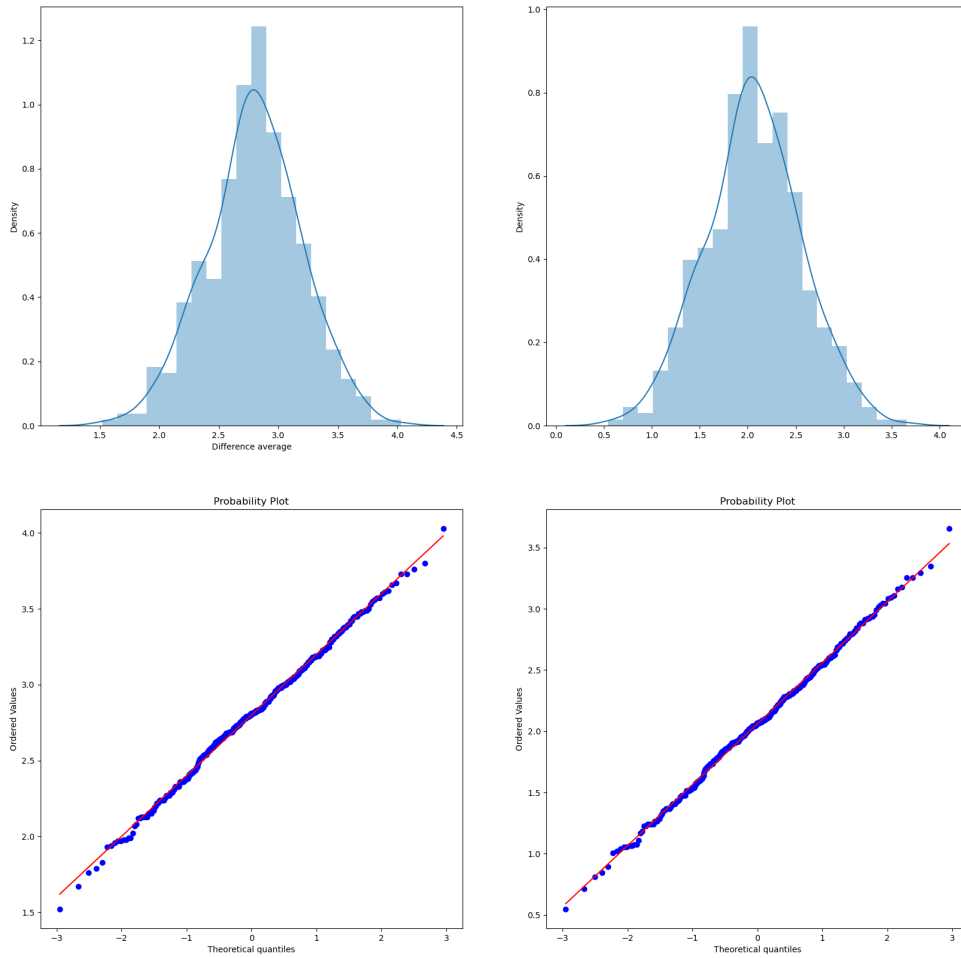 1.2
1.0
0.8
0.6
0.4
0.2
0.0
Density
1.5 2.0 2.5 3.0 3.5 4.0 4.5
Difference average
1.0
0.8
0.6
0.4
0.2
0.0
Density
0.0 0.5 1.0 1.5 2.0 2.5 3.0 3.5 4.0
Probability Plot
4.0
3.5
3.0
2.5
2.0
1.5
Ordered Values
−3 −2 −1 0 1 2 3
Theoretical quantiles
Probability Plot
3.5
3.0
2.5
2.0
1.5
1.0
0.5
Ordered Values
−3 −2 −1 0 1 2 3
Theoretical quantiles